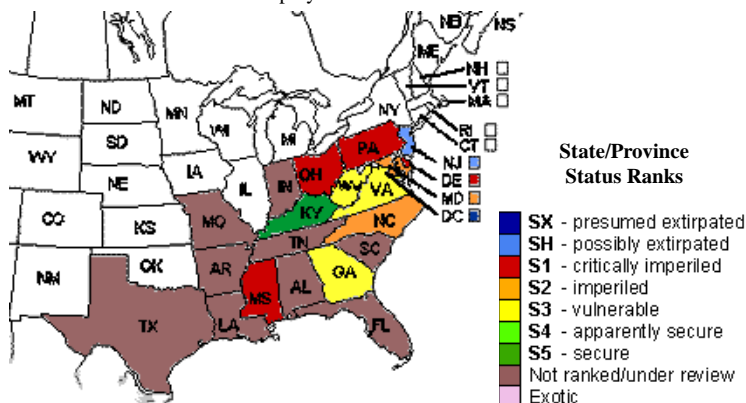 NB
NS
ME
NH
VT
MA
MT
ND
MN
WI
MI
NY
SD
WY
RI
CT
IA
NE
PA
NJ
OH
IN
IL
DE
MD
DC
WV
VA
CO
KS
MO
KY
NC
TN
OK
NM
AR
SC
GA
MS
AL
TX
LA
FL
State/Province
Status Ranks
SX - presumed extirpated
SH - possibly extirpated
S1 - critically imperiled
S2 - imperiled
S3 - vulnerable
S4 - apparently secure
S5 - secure
Not ranked/under review
Exotic